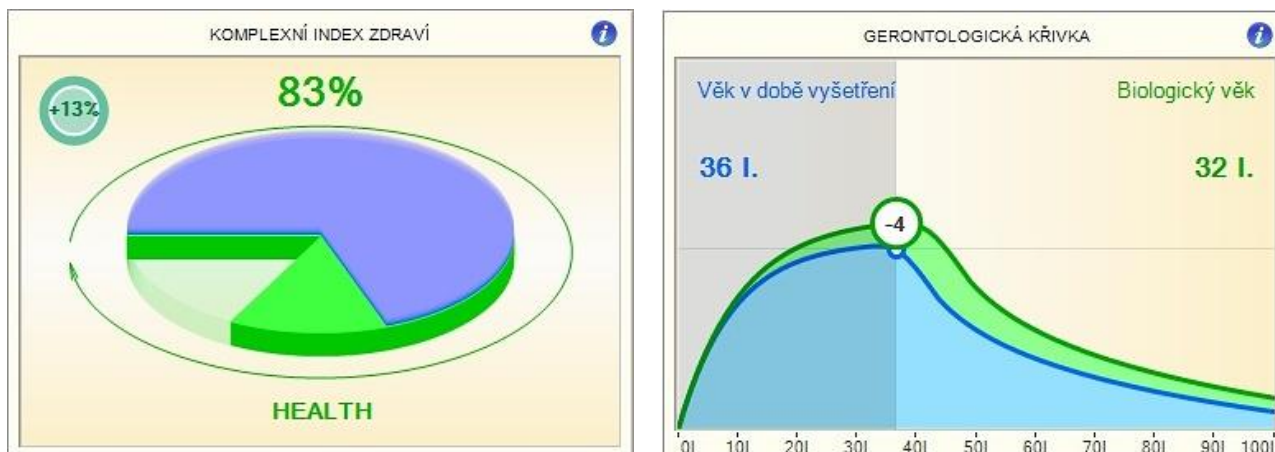 KOMPLEXNÍ INDEX ZDRAVÍ
i
+13%
83%
HEALTH
GERONTOLOGICKÁ KŘIVKA
i
Věk v době vyšetření
Biologický věk
36 l.
32 l.
-4
0l 10l 20l 30l 40l 50l 60l 70l 80l 90l 100l